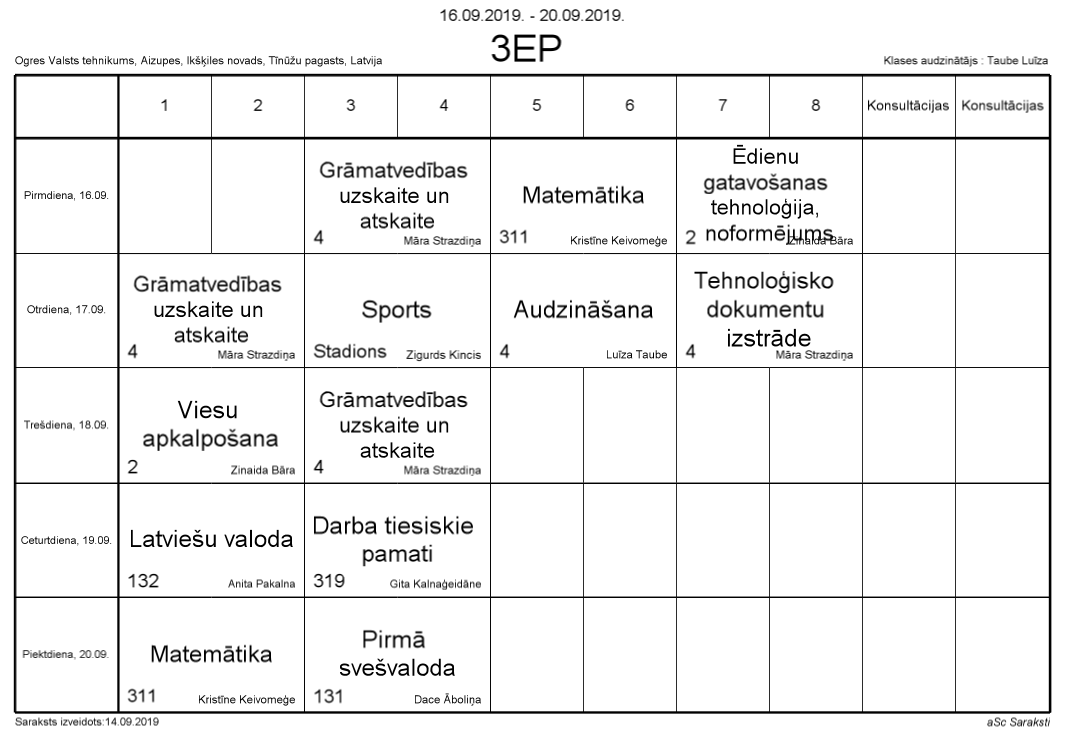 16.09.2019. - 20.09.2019.
3EP
Ogres Valsts tehnikums, Aizupes, Ikšķiles novads, Tīnūžu pagasts, Latvija
Klases audzinātājs : Taube Luīza
1 2 3 4 5 6 7 8 Konsultācijas Konsultācijas
Pirmdiena, 16.09.
Grāmatvedības
uzskaite un
atskaite
4 Māra Strazdiņa
Matemātika
311 Kristīne Keivomeģe
Ēdienu
gatavošanas
tehnoloģija,
noformējums
2 Zinaida Bāra
Otrdiena, 17.09.
Grāmatvedības
uzskaite un
atskaite
4 Māra Strazdiņa
Sports
Stadions Zigurds Kincis
Audzināšana
4 Luīza Taube
Tehnoloģisko
dokumentu
izstrāde
4 Māra Strazdiņa
Trešdiena, 18.09.
Viesu
apkalpošana
2 Zinaida Bāra
Grāmatvedības
uzskaite un
atskaite
4 Māra Strazdiņa
Ceturtdiena, 19.09.
Latviešu valoda
132 Anita Pakalna
Darba tiesiskie
pamati
319 Gita Kalnaģeidāne
Piektdiena, 20.09.
Matemātika
311 Kristīne Keivomeģe
Pirmā
svešvaloda
131 Dace Āboliņa
Saraksts izveidots:14.09.2019
aSc Saraksti